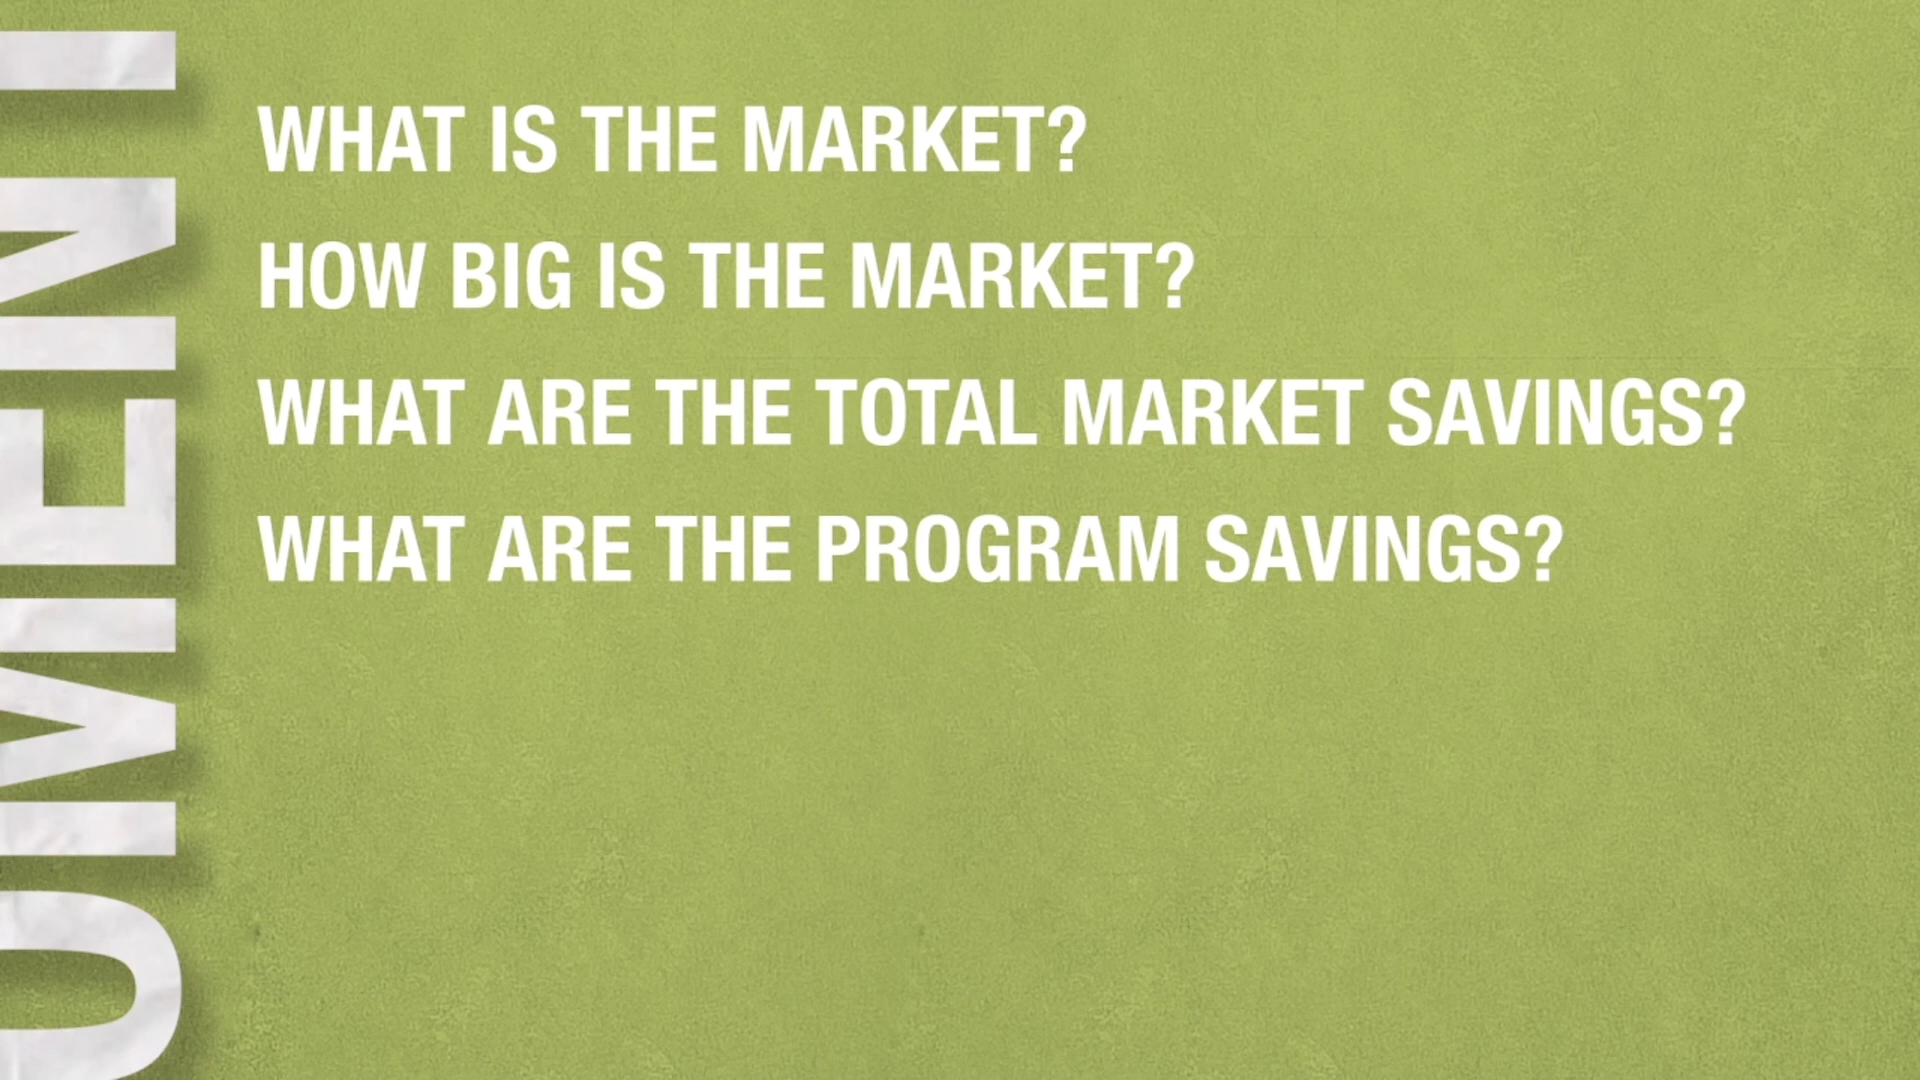 WHAT IS THE MARKET?
HOW BIG IS THE MARKET?
WHAT ARE THE TOTAL MARKET SAVINGS?
WHAT ARE THE PROGRAM SAVINGS?